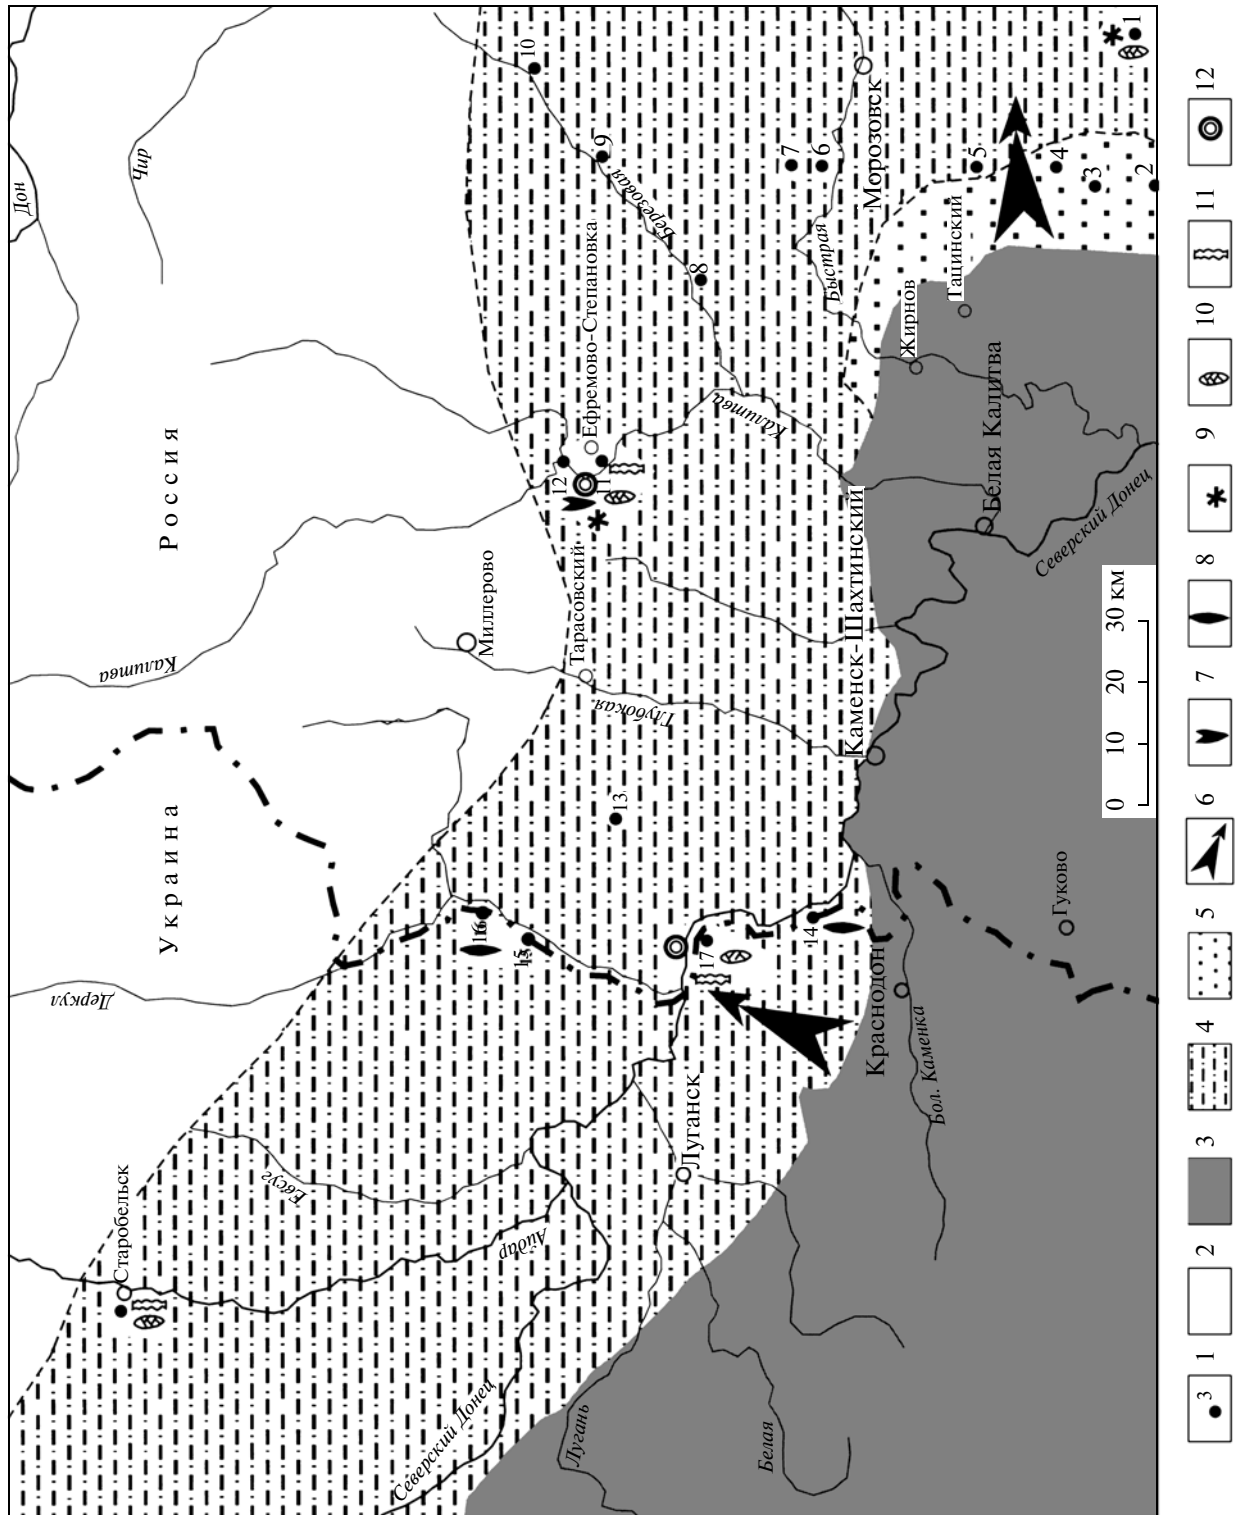 Дон
Чир
Россия
Украина
Калитва
Миллерово
Тарасовский
Глубокая
Деркул
Старобельск
Евсуг
Айдар
Северский Донец
Лугань
Белая
Луганск
Краснодон
Бол. Каменка
Гуково
Каменск-Шахтинский
Белая Калитва
Северский Донец
Ефремово-Степановка
Калитва
Березовая
Быстрая
Морозовск
Жирнов
Тацинский
1
2
3
4
5
6
7
8
9
10
11
12
13
14
15
16
17
0 10 20 30 км
3
1
2
3
4
5
6
7
8
9
10
11
12